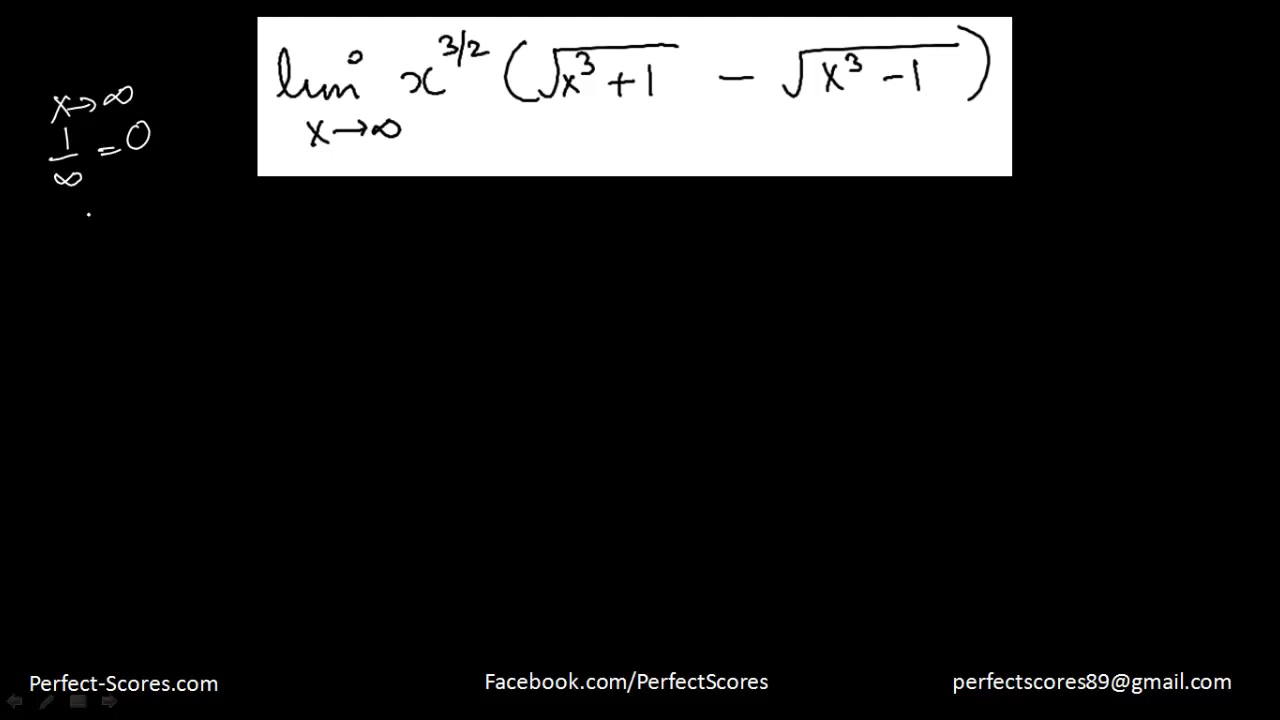 lim x^{3/2} (√(x³ + 1) − √(x³ − 1))
x→∞
x→∞
1/∞ = 0
Perfect-Scores.com
Facebook.com/PerfectScores
perfectscores89@gmail.com